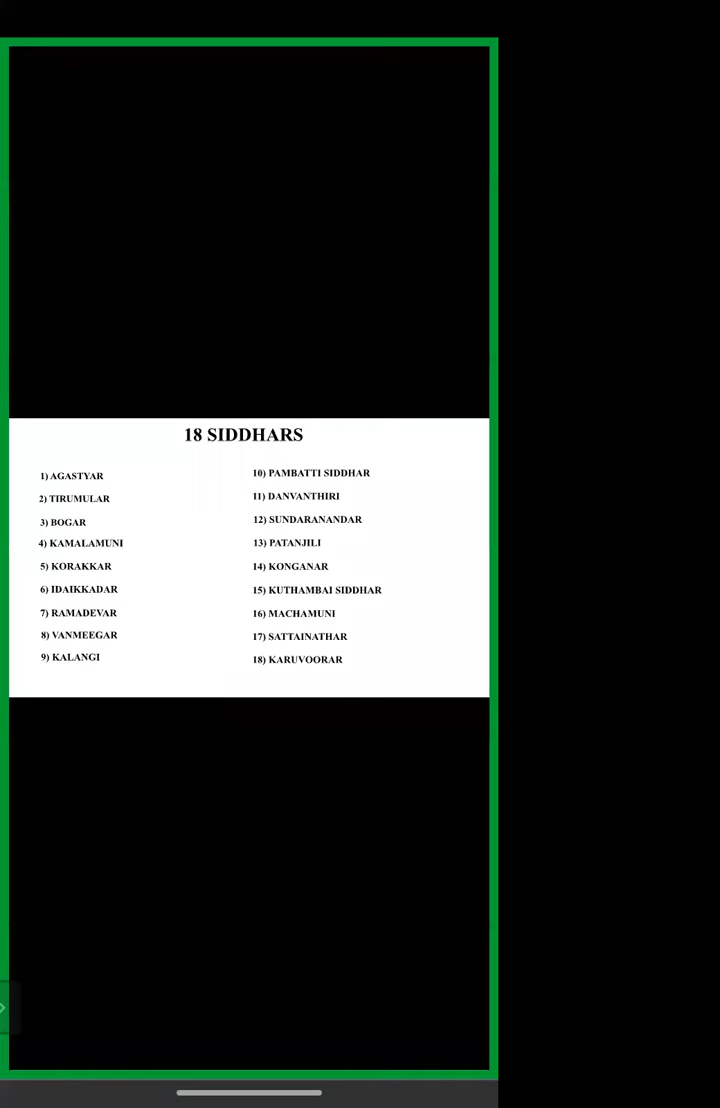 18 SIDDHARS
1) AGASTYAR
2) TIRUMULAR
3) BOGAR
4) KAMALAMUNI
5) KORAKKAR
6) IDAIKKADAR
7) RAMADEVAR
8) VANMEEGAR
9) KALANGI
10) PAMBATTI SIDDHAR
11) DANVANTHIRI
12) SUNDARANANDAR
13) PATANJILI
14) KONGANAR
15) KUTHAMBAI SIDDHAR
16) MACHAMUNI
17) SATTAINATHAR
18) KARUVOORAR